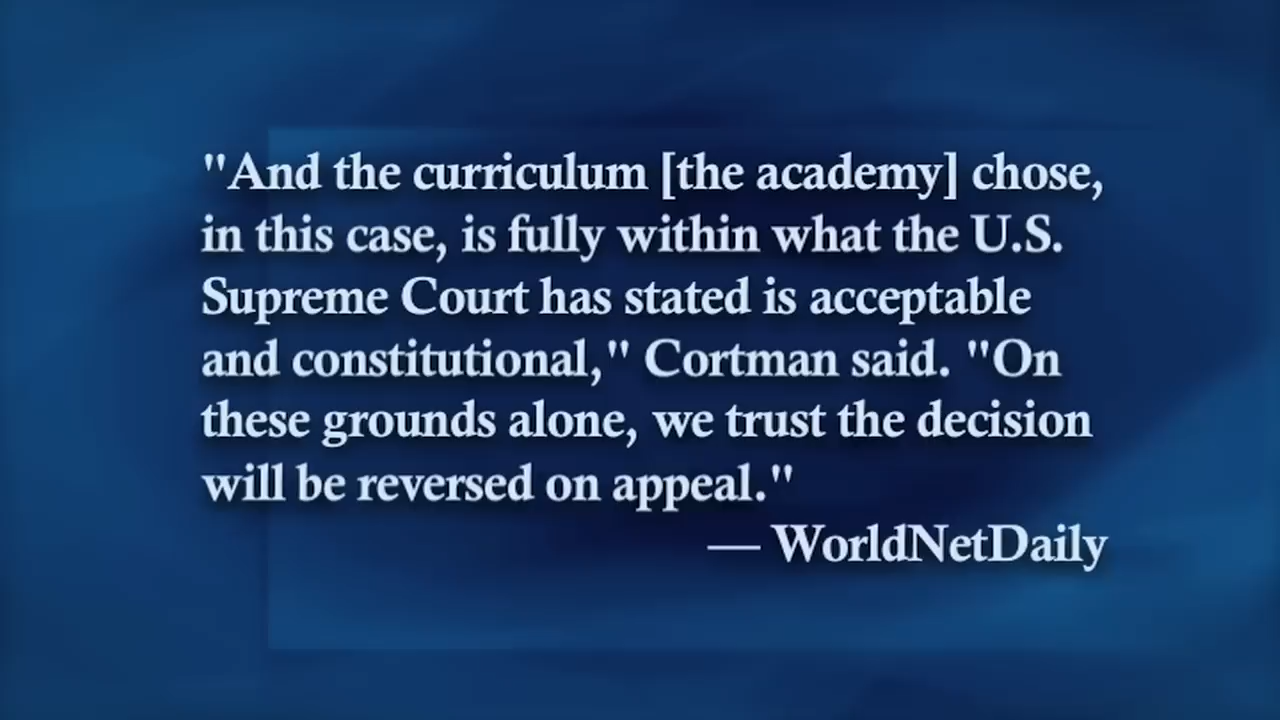 "And the curriculum [the academy] chose,
in this case, is fully within what the U.S.
Supreme Court has stated is acceptable
and constitutional," Cortman said. "On
these grounds alone, we trust the decision
will be reversed on appeal."
— WorldNetDaily